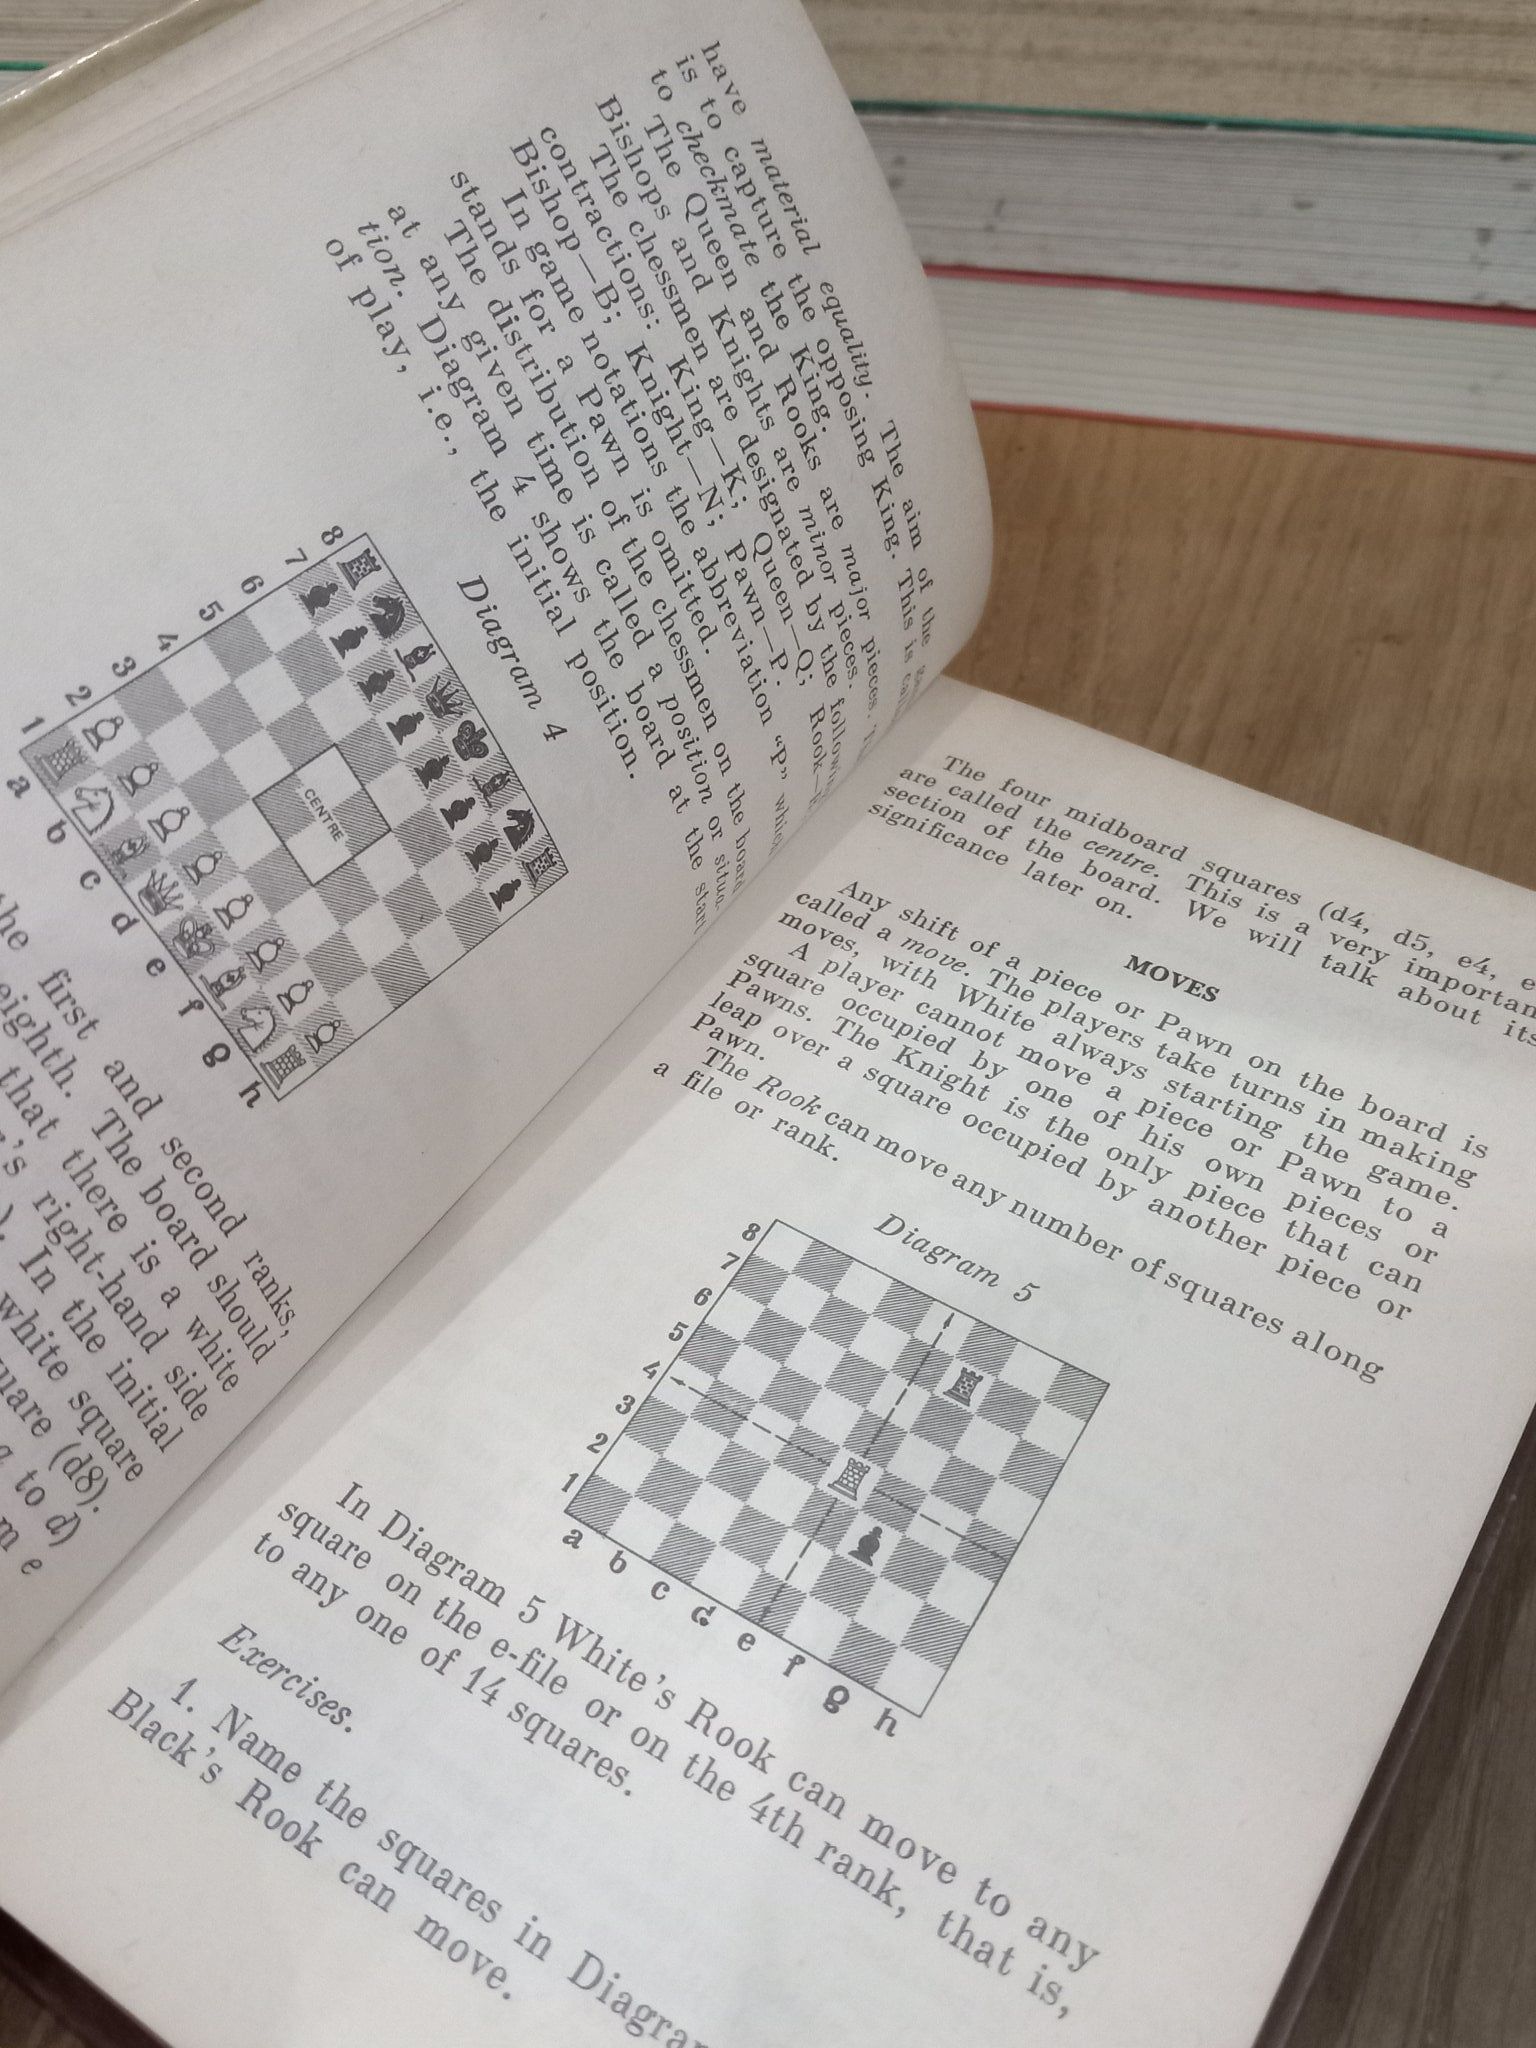 have material equality. The aim of the
is to capture the opposing King. This is
to checkmate the King.
The Queen and Rooks are major pieces.
Bishops and Knights are minor pieces.
The chessmen are designated by the
contractions: King—K; Queen—Q;
Bishop—B; Knight—N; Pawn—P.
In game notations the abbreviation "P"
stands for a Pawn is omitted.
The distribution of the chessmen on the board
at any given time is called a position or situa-
tion. Diagram 4 shows the board at the start
of play, i.e., the initial position.
Diagram 4
8
7
6
5
4
3
2
1
CENTRE
a b c d e f g h
the first and second ranks,
eighth. The board should
that there is a white
right-hand side
In the initial
white square
(d8).
to d)
e
The four midboard squares (d4, d5, e4,
are called the centre. This is a very important
section of the board. We will talk about its
significance later on.
MOVES
Any shift of a piece or Pawn on the board is
called a move. The players take turns in making
moves, with White always starting the game.
A player cannot move a piece or Pawn to a
square occupied by one of his own pieces or
Pawns. The Knight is the only piece that can
leap over a square occupied by another piece or
Pawn.
The Rook can move any number of squares along
a file or rank.
Diagram 5
8
7
6
5
4
3
2
1
a b c d e f g h
In Diagram 5 White's Rook can move to any
square on the e-file or on the 4th rank, that is,
to any one of 14 squares.
Exercises.
1. Name the squares in
Black's Rook can move.